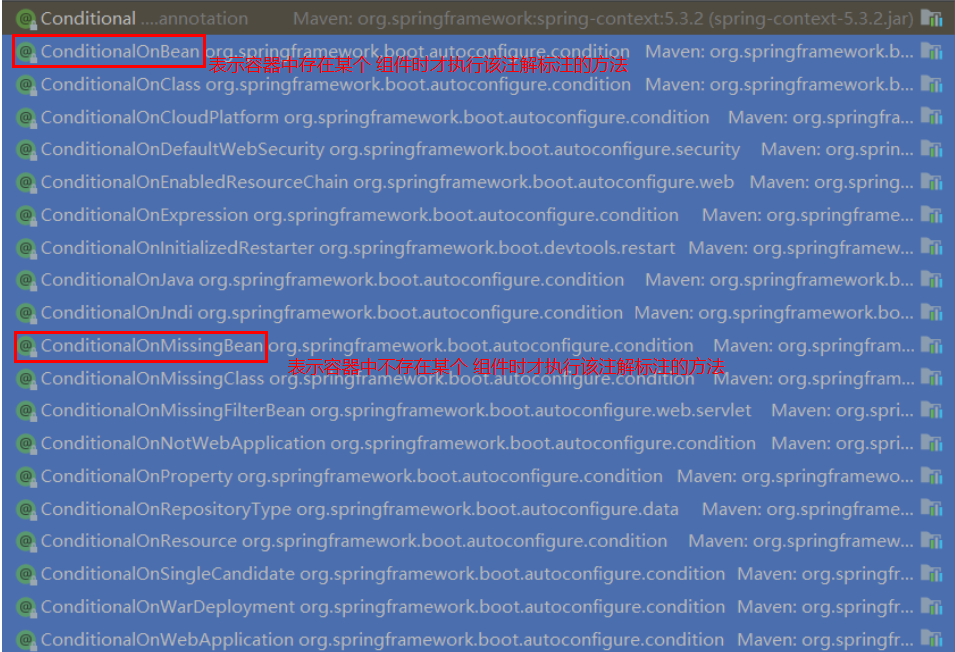 Conditional ....annotation Maven: org.springframework:spring-context:5.3.2 (spring-context-5.3.2.jar)
ConditionalOnBean org.springframework.boot.autoconfigure.condition Maven: org.springframework.b...
表示容器中存在某个 组件时才执行该注解标注的方法
ConditionalOnClass org.springframework.boot.autoconfigure.condition Maven: org.springframework.b...
ConditionalOnCloudPlatform org.springframework.boot.autoconfigure.condition Maven: org.springfra...
ConditionalOnDefaultWebSecurity org.springframework.boot.autoconfigure.security Maven: org.sprin...
ConditionalOnEnabledResourceChain org.springframework.boot.autoconfigure.web Maven: org.spring...
ConditionalOnExpression org.springframework.boot.autoconfigure.condition Maven: org.springframe...
ConditionalOnInitializedRestarter org.springframework.boot.devtools.restart Maven: org.springframew...
ConditionalOnJava org.springframework.boot.autoconfigure.condition Maven: org.springframework.b...
ConditionalOnJndi org.springframework.boot.autoconfigure.condition Maven: org.springframework.bo...
ConditionalOnMissingBean org.springframework.boot.autoconfigure.condition Maven: org.springfram...
表示容器中不存在某个 组件时才执行该注解标注的方法
ConditionalOnMissingClass org.springframework.boot.autoconfigure.condition Maven: org.springfram...
ConditionalOnMissingFilterBean org.springframework.boot.autoconfigure.web.servlet Maven: org.spri...
ConditionalOnNotWebApplication org.springframework.boot.autoconfigure.condition Maven: org.spri...
ConditionalOnProperty org.springframework.boot.autoconfigure.condition Maven: org.springframewo...
ConditionalOnRepositoryType org.springframework.boot.autoconfigure.data Maven: org.springframe...
ConditionalOnResource org.springframework.boot.autoconfigure.condition Maven: org.springframew...
ConditionalOnSingleCandidate org.springframework.boot.autoconfigure.condition Maven: org.springfr...
ConditionalOnWarDeployment org.springframework.boot.autoconfigure.condition Maven: org.springfr...
ConditionalOnWebApplication org.springframework.boot.autoconfigure.condition Maven: org.springfr...